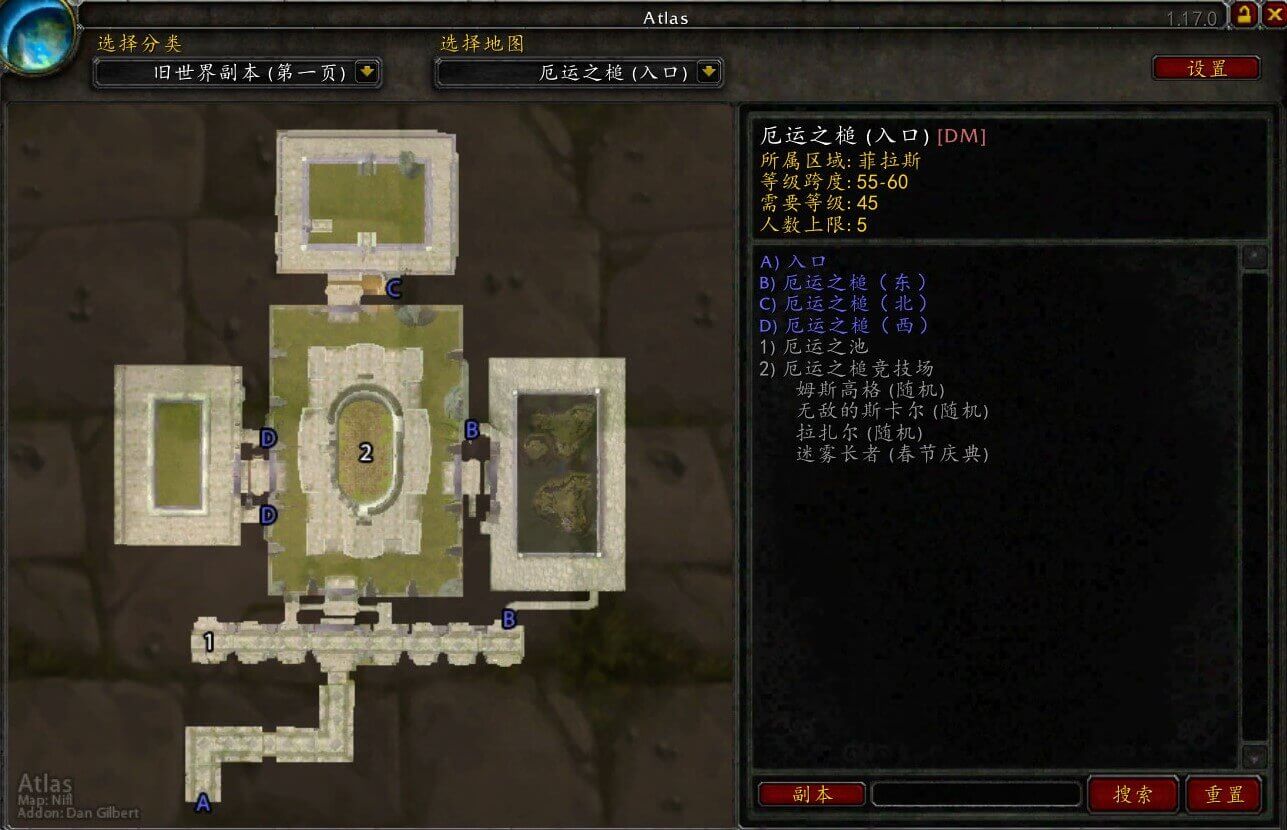 Atlas
1.17.0
选择分类
选择地图
旧世界副本 (第一页)
厄运之槌 (入口)
设置
厄运之槌 (入口) [DM]
所属区域: 菲拉斯
等级跨度: 55-60
需要等级: 45
人数上限: 5
A) 入口
B) 厄运之槌（东）
C) 厄运之槌（北）
D) 厄运之槌（西）
1) 厄运之池
2) 厄运之槌竞技场
姆斯高格 (随机)
无敌的斯卡尔 (随机)
拉扎尔 (随机)
迷雾长者 (春节庆典)
C
B
D
2
D
B
1
A
Atlas
Map: Nifl
Addon: Dan Gilbert
副本
搜索
重置